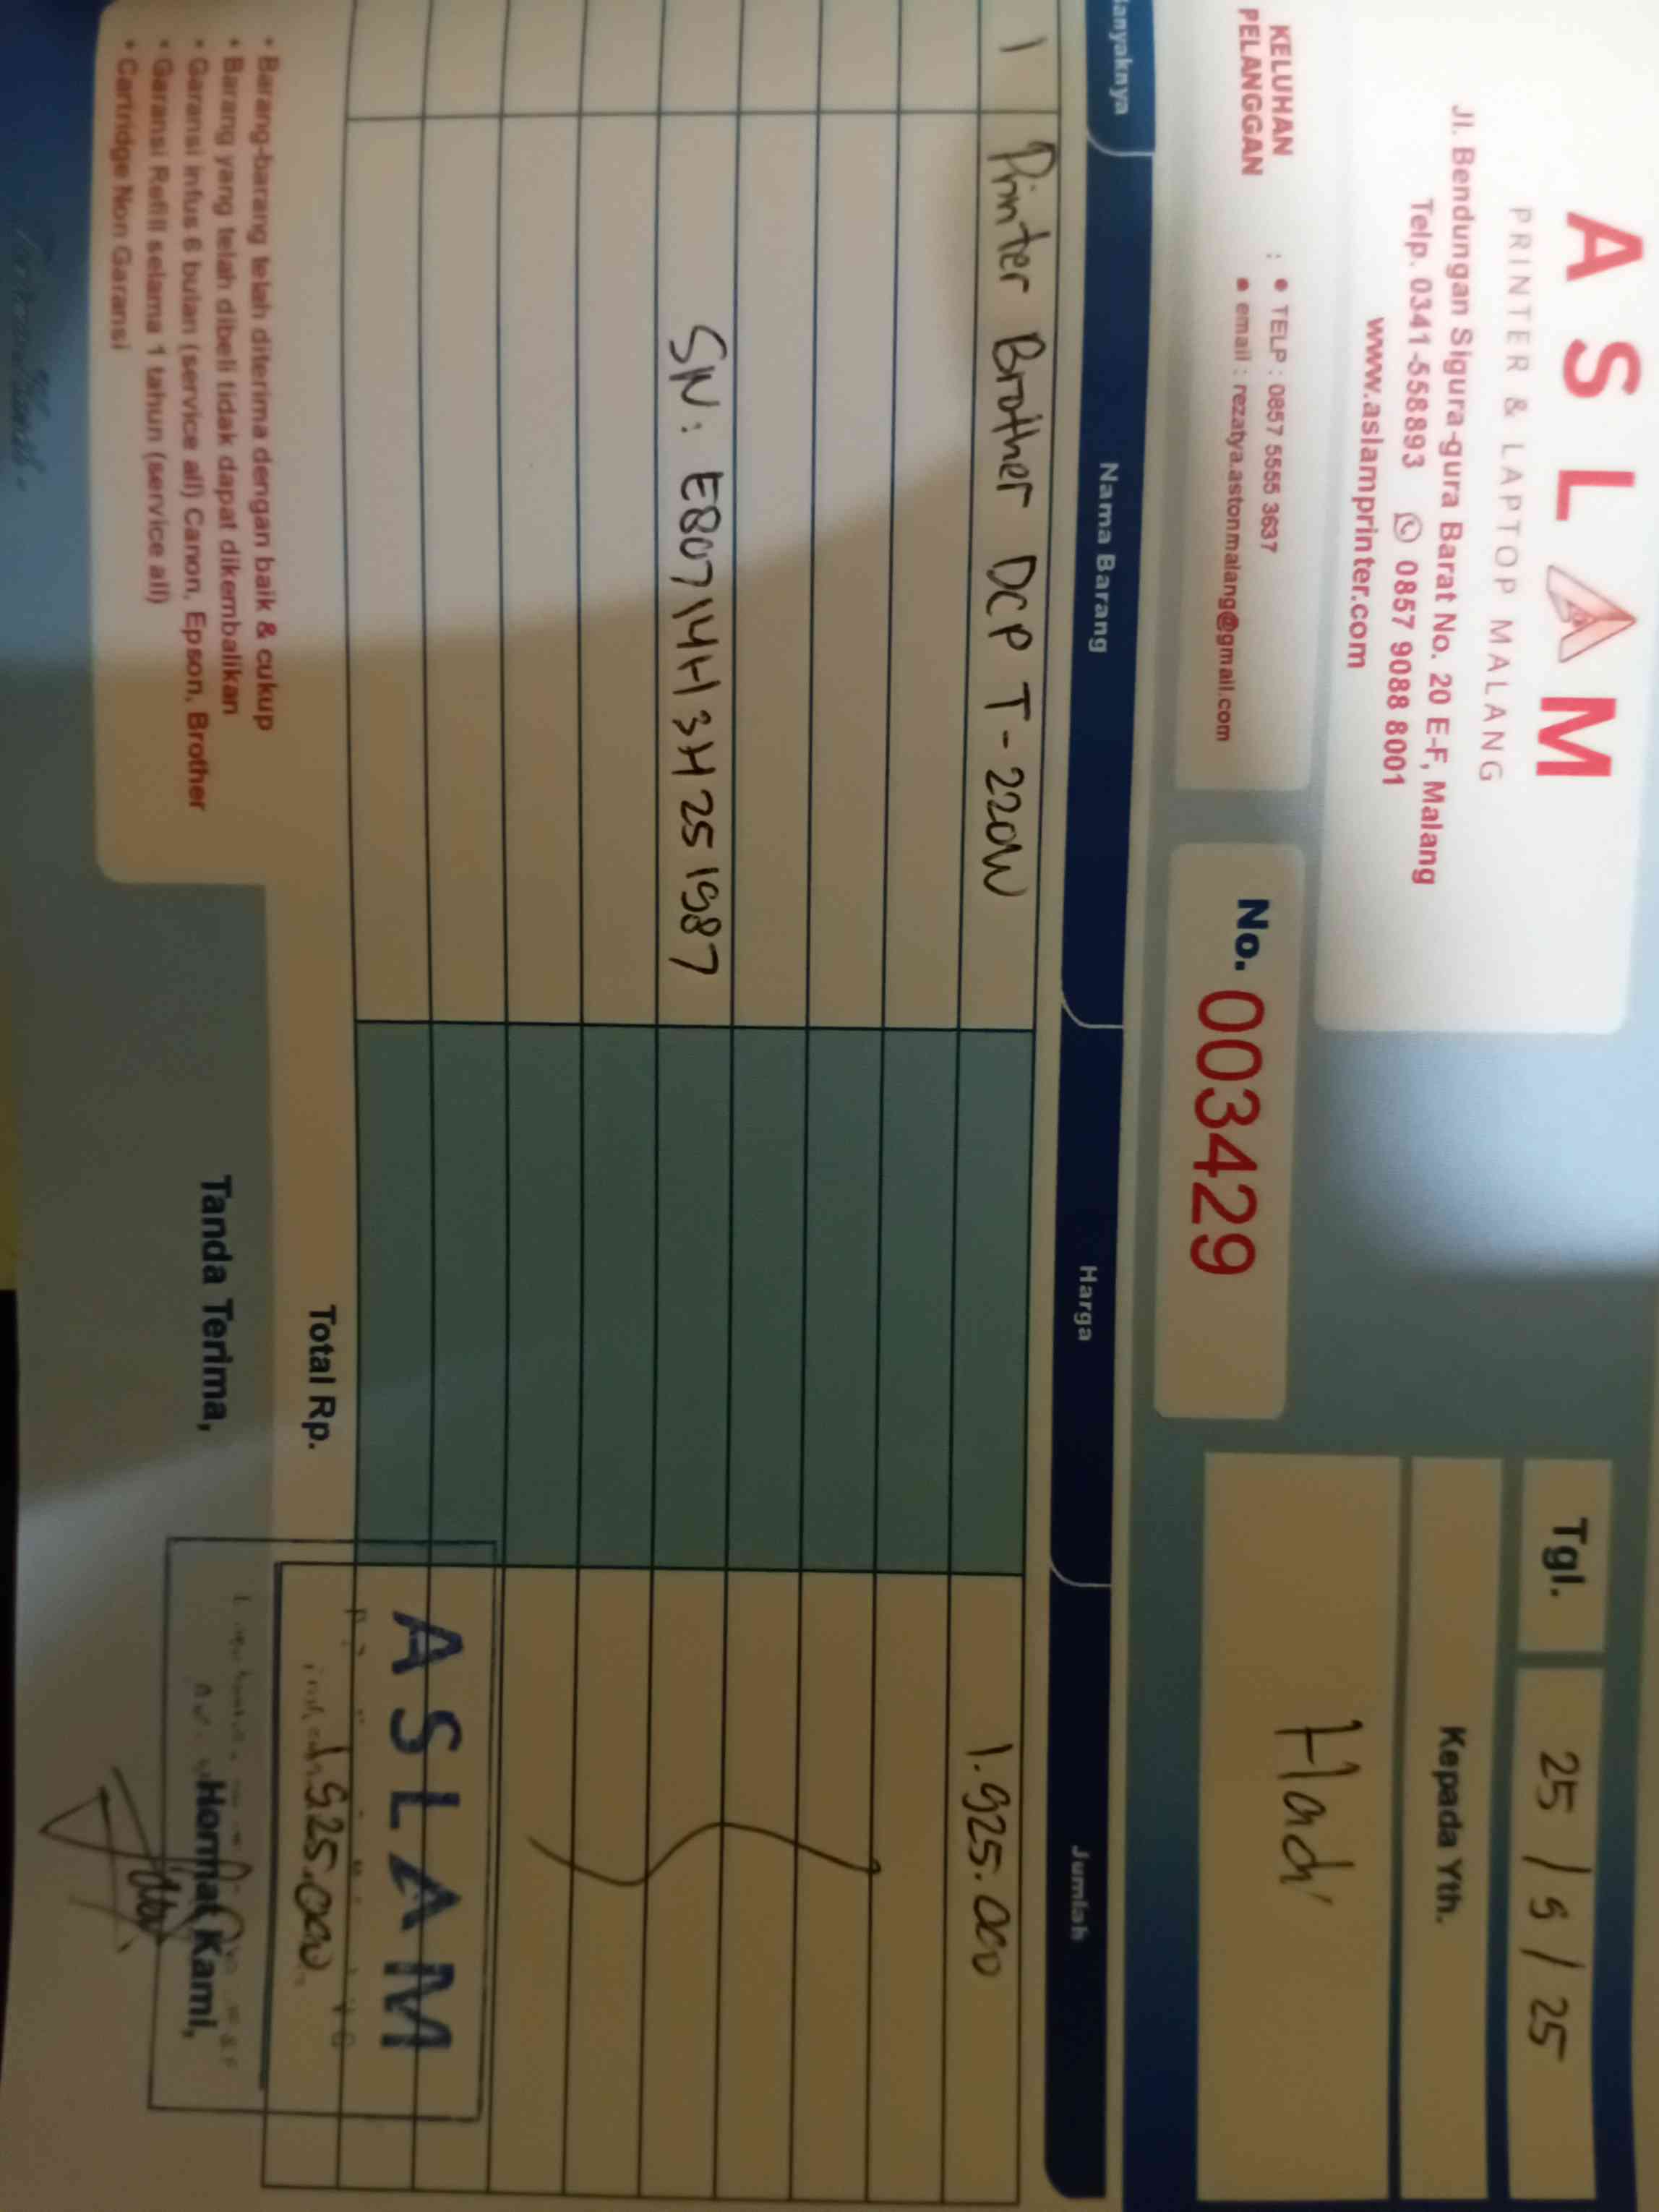 ASLAM
PRINTER & LAPTOP MALANG
Jl. Bendungan Sigura-gura Barat No. 20 E-F, Malang
Telp. 0341-558893 0857 9088 8001
www.aslamprinter.com
Tgl. 25 / 9 / 25
Kepada Yth.
Hadi
KELUHAN PELANGGAN : • TELP : 0857 5555 3637
• email : rezatya.astonmalang@gmail.com
No. 003429
anyaknya Nama Barang Harga Jumlah
1 Printer Brother DCP T-220W 1.925.000
SN: E80714H3H251987
Total Rp. 1.925.000
ASLAM
• Barang-barang telah diterima dengan baik & cukup
• Barang yang telah dibeli tidak dapat dikembalikan
• Garansi infus 6 bulan (service all) Canon, Epson, Brother
• Garansi Refill selama 1 tahun (service all)
• Cartridge Non Garansi
Tanda Terima, Hormat Kami,